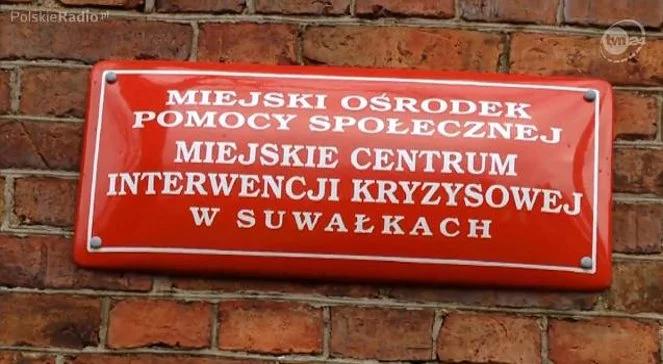 PolskieRadio.pl
tvn24
MIEJSKI OŚRODEK
POMOCY SPOŁECZNEJ
MIEJSKIE CENTRUM
INTERWENCJI KRYZYSOWEJ
W SUWAŁKACH